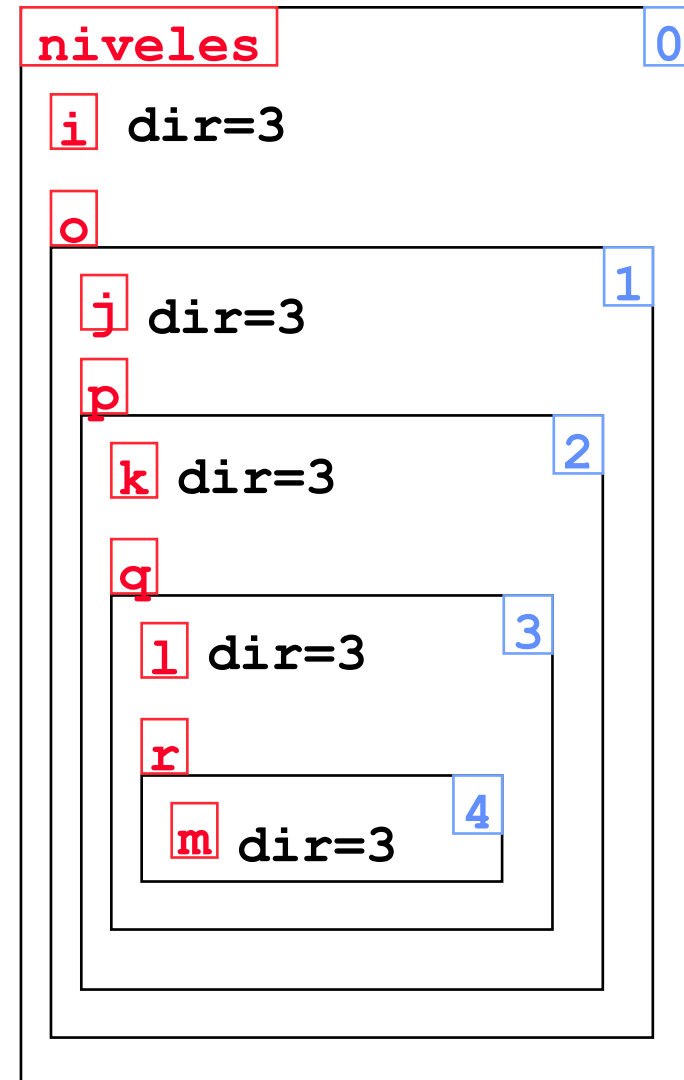 niveles 0
i dir=3
o
1
j dir=3
p
2
k dir=3
q
3
l dir=3
r
4
m dir=3